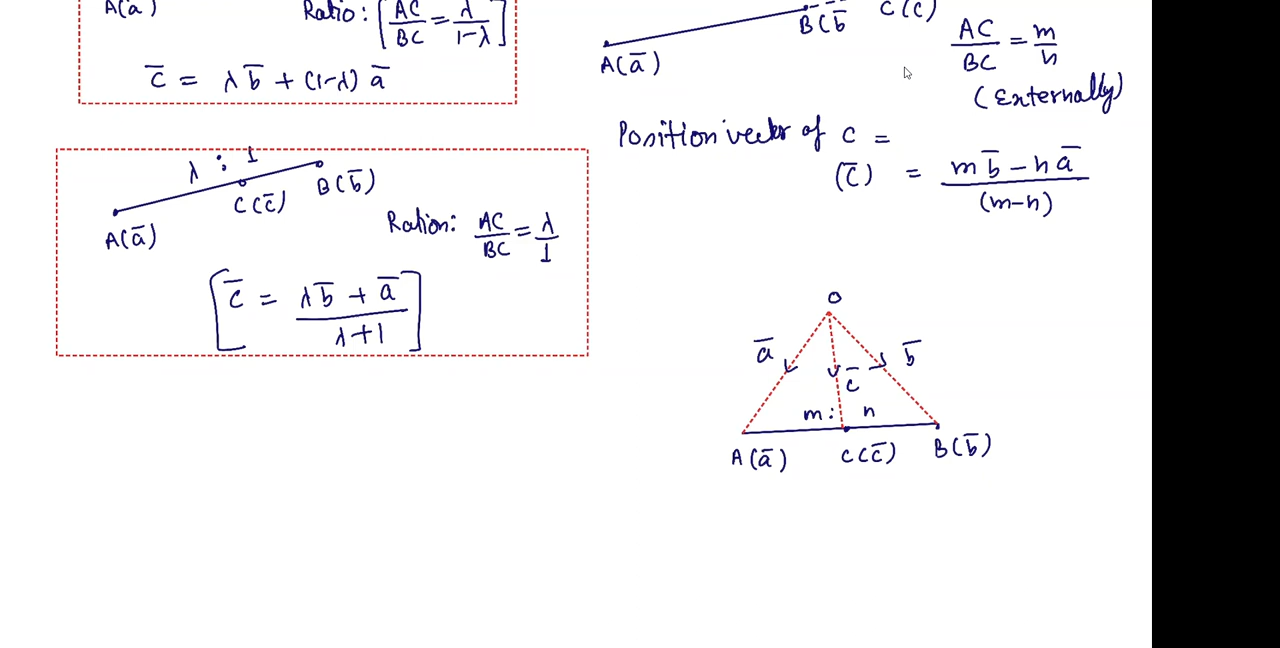 A(a)
Ratio: [AC/BC = λ/1-λ]
c̅ = λb̅ + (1-λ) a̅
λ : 1
A(a̅)
C(c̅)
B(b̅)
Ration: AC/BC = λ/1
[c̅ = λb̅ + a̅ / λ+1]
A(a̅)
B(b̅
C(c)
AC/BC = m/n
(Externally)
Position vector of C =
(c̅) = mb̅ - na̅ / (m-n)
O
a̅
b̅
c̅
m : n
A(a̅) C(c̅) B(b̅)